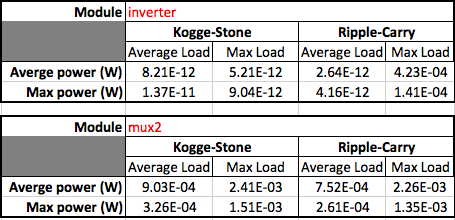 Module inverter
Kogge-Stone Ripple-Carry
Average Load Max Load Average Load Max Load
Averge power (W) 8.21E-12 5.21E-12 2.64E-12 4.23E-04
Max power (W) 1.37E-11 9.04E-12 4.16E-12 1.41E-04
Module mux2
Kogge-Stone Ripple-Carry
Average Load Max Load Average Load Max Load
Averge power (W) 9.03E-04 2.41E-03 7.52E-04 2.26E-03
Max power (W) 3.26E-04 1.51E-03 2.61E-04 1.35E-03